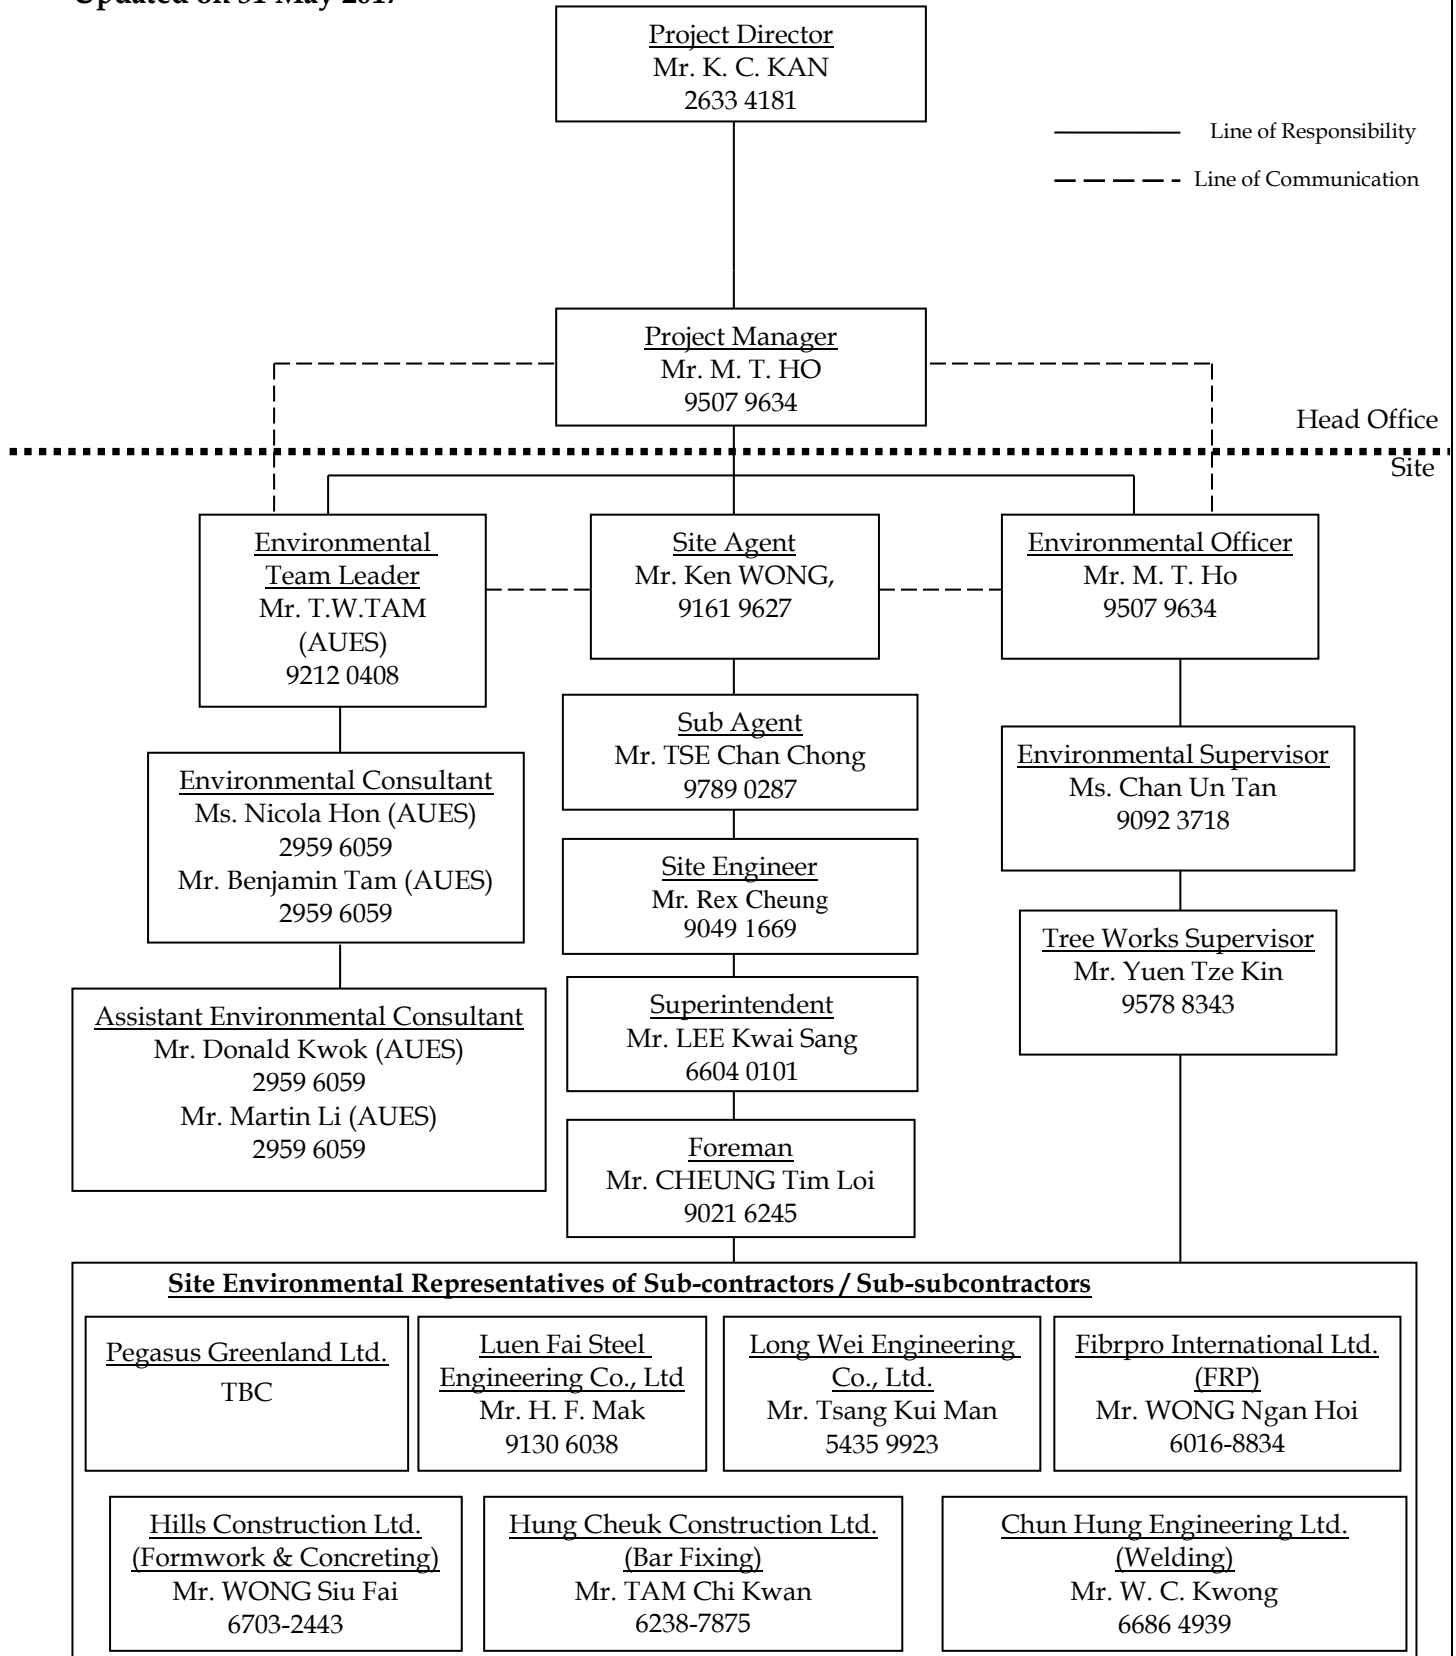 Updated on 31 May 2017
Project Director
Mr. K. C. KAN
2633 4181
Line of Responsibility
Line of Communication
Project Manager
Mr. M. T. HO
9507 9634
Head Office
Site
Environmental
Team Leader
Mr. T.W.TAM
(AUES)
9212 0408
Site Agent
Mr. Ken WONG,
9161 9627
Environmental Officer
Mr. M. T. Ho
9507 9634
Sub Agent
Mr. TSE Chan Chong
9789 0287
Environmental Supervisor
Ms. Chan Un Tan
9092 3718
Environmental Consultant
Ms. Nicola Hon (AUES)
2959 6059
Mr. Benjamin Tam (AUES)
2959 6059
Site Engineer
Mr. Rex Cheung
9049 1669
Tree Works Supervisor
Mr. Yuen Tze Kin
9578 8343
Superintendent
Mr. LEE Kwai Sang
6604 0101
Assistant Environmental Consultant
Mr. Donald Kwok (AUES)
2959 6059
Mr. Martin Li (AUES)
2959 6059
Foreman
Mr. CHEUNG Tim Loi
9021 6245
Site Environmental Representatives of Sub-contractors / Sub-subcontractors
Pegasus Greenland Ltd.
TBC
Luen Fai Steel
Engineering Co., Ltd
Mr. H. F. Mak
9130 6038
Long Wei Engineering
Co., Ltd.
Mr. Tsang Kui Man
5435 9923
Fibrpro International Ltd.
(FRP)
Mr. WONG Ngan Hoi
6016-8834
Hills Construction Ltd.
(Formwork & Concreting)
Mr. WONG Siu Fai
6703-2443
Hung Cheuk Construction Ltd.
(Bar Fixing)
Mr. TAM Chi Kwan
6238-7875
Chun Hung Engineering Ltd.
(Welding)
Mr. W. C. Kwong
6686 4939